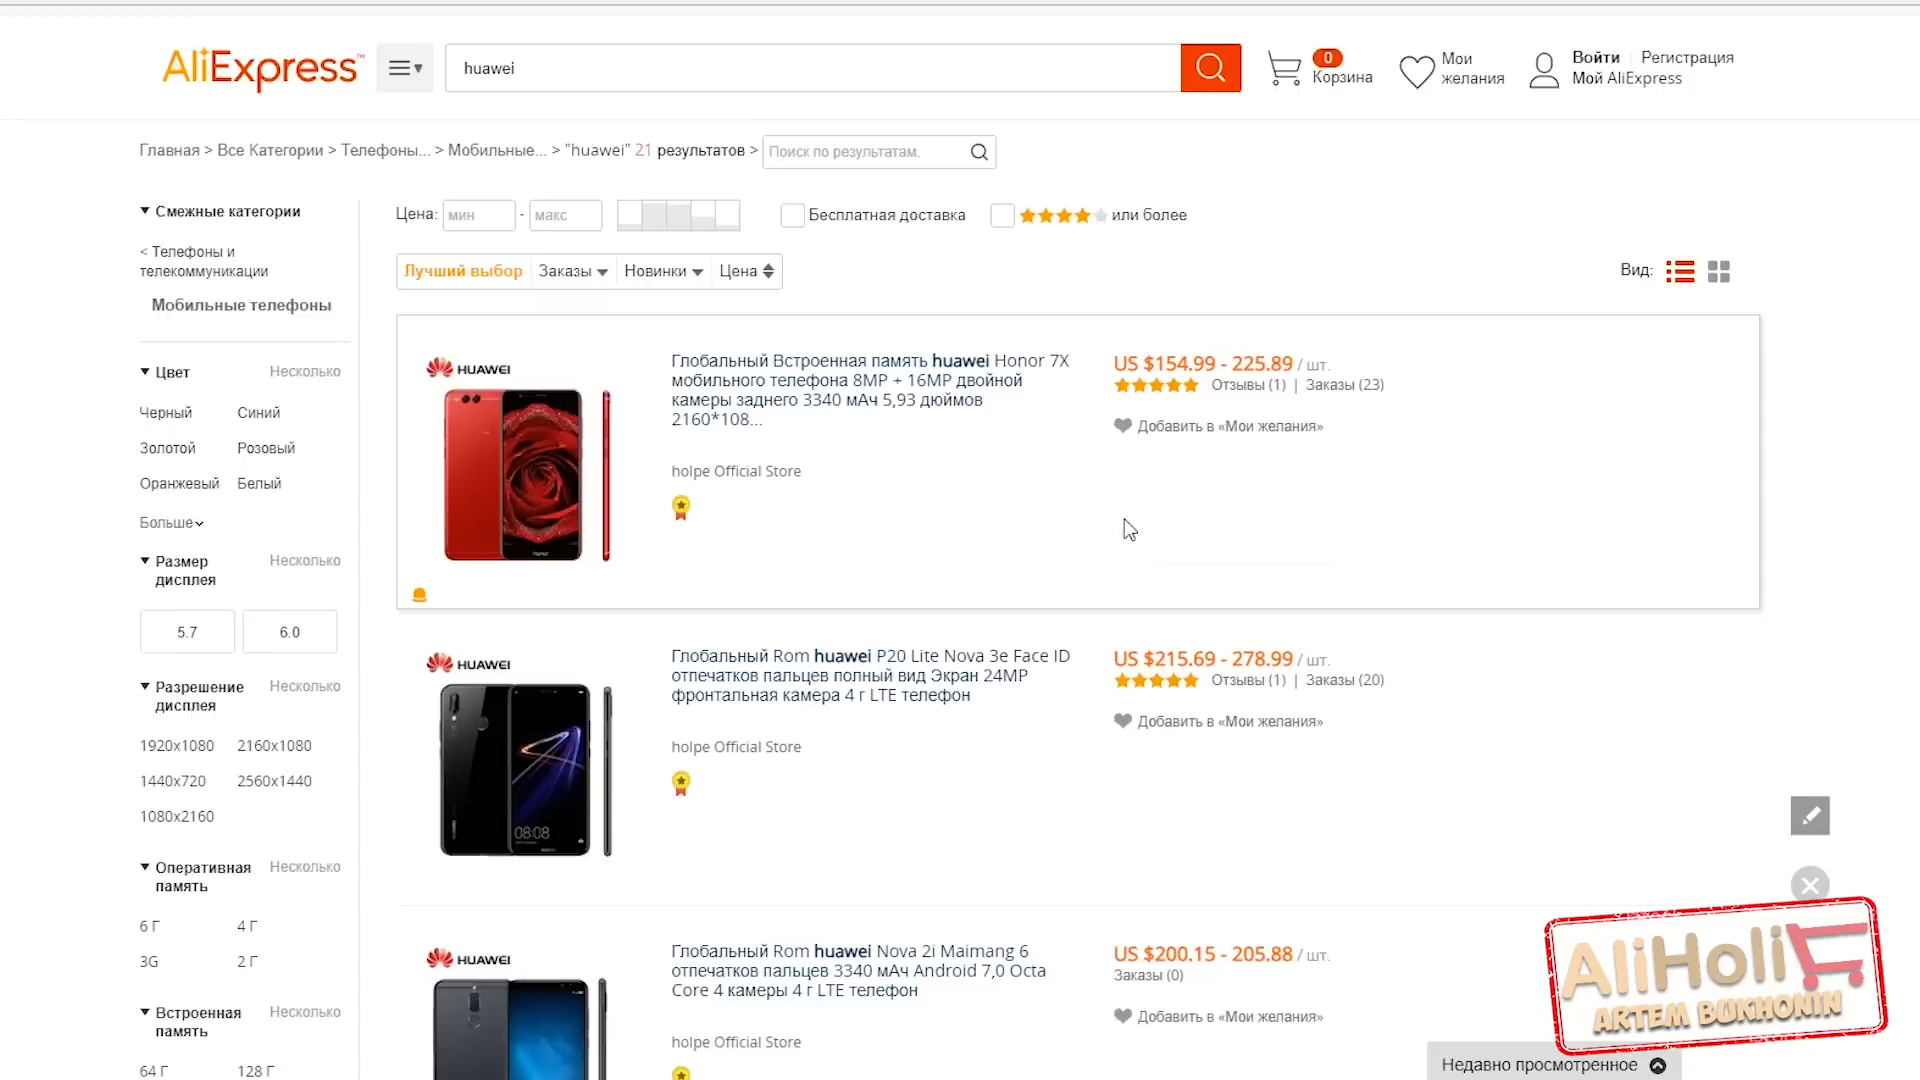 AliExpress™
huawei
0
Корзина
Мои
желания
Войти | Регистрация
Мой AliExpress
Главная > Все Категории > Телефоны... > Мобильные... > "huawei" 21 результатов >
Поиск по результатам.
Смежные категории
< Телефоны и
телекоммуникации
Мобильные телефоны
Цвет Несколько
Черный Синий
Золотой Розовый
Оранжевый Белый
Больше
Размер Несколько
дисплея
5.7 6.0
Разрешение Несколько
дисплея
1920x1080 2160x1080
1440x720 2560x1440
1080x2160
Оперативная Несколько
память
6 Г 4 Г
3G 2 Г
Встроенная Несколько
память
64 Г 128 Г
Цена: мин - макс
Бесплатная доставка
или более
Лучший выбор Заказы Новинки Цена
Вид:
HUAWEI
honor
Глобальный Встроенная память huawei Honor 7X
мобильного телефона 8MP + 16MP двойной
камеры заднего 3340 мАч 5,93 дюймов
2160*108...
holpe Official Store
US $154.99 - 225.89 / шт.
Отзывы (1) | Заказы (23)
Добавить в «Мои желания»
HUAWEI
08:08
Глобальный Rom huawei P20 Lite Nova 3e Face ID
отпечатков пальцев полный вид Экран 24MP
фронтальная камера 4 г LTE телефон
holpe Official Store
US $215.69 - 278.99 / шт.
Отзывы (1) | Заказы (20)
Добавить в «Мои желания»
HUAWEI
Глобальный Rom huawei Nova 2i Maimang 6
отпечатков пальцев 3340 мАч Android 7,0 Octa
Core 4 камеры 4 г LTE телефон
holpe Official Store
US $200.15 - 205.88 / шт.
Заказы (0)
Добавить в «Мои желания»
AliHoli
ARTEM BUKHONIN
Недавно просмотренное